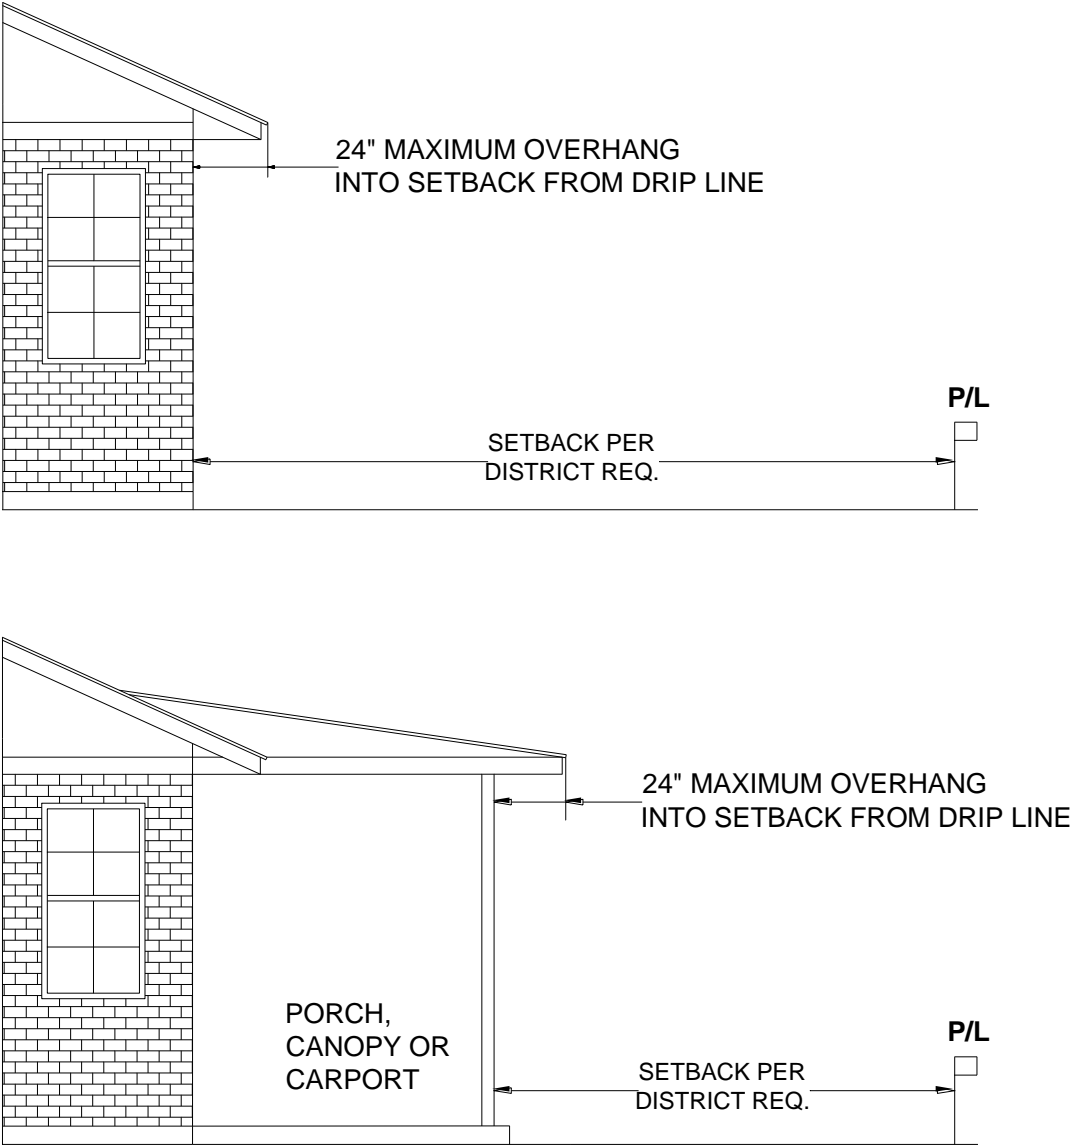 24" MAXIMUM OVERHANG
INTO SETBACK FROM DRIP LINE
P/L
SETBACK PER
DISTRICT REQ.
24" MAXIMUM OVERHANG
INTO SETBACK FROM DRIP LINE
PORCH,
CANOPY OR
CARPORT
P/L
SETBACK PER
DISTRICT REQ.